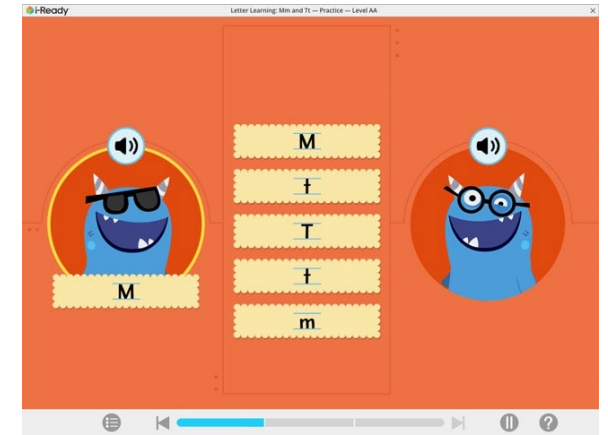 i-Ready
Letter Learning: Mm and Tt — Practice — Level AA
M
t
T
t
m
M
?